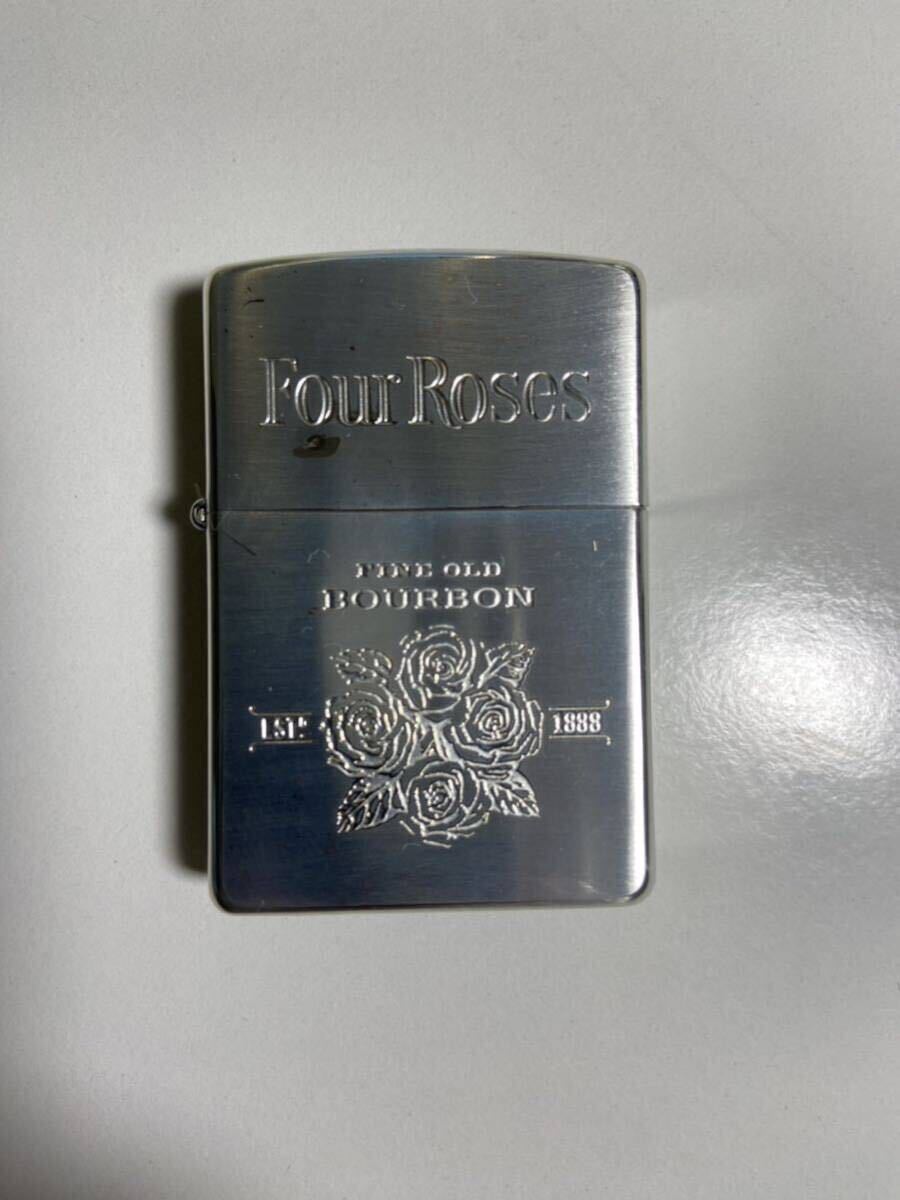 Four Roses
FINE OLD
BOURBON
EST.D 1888